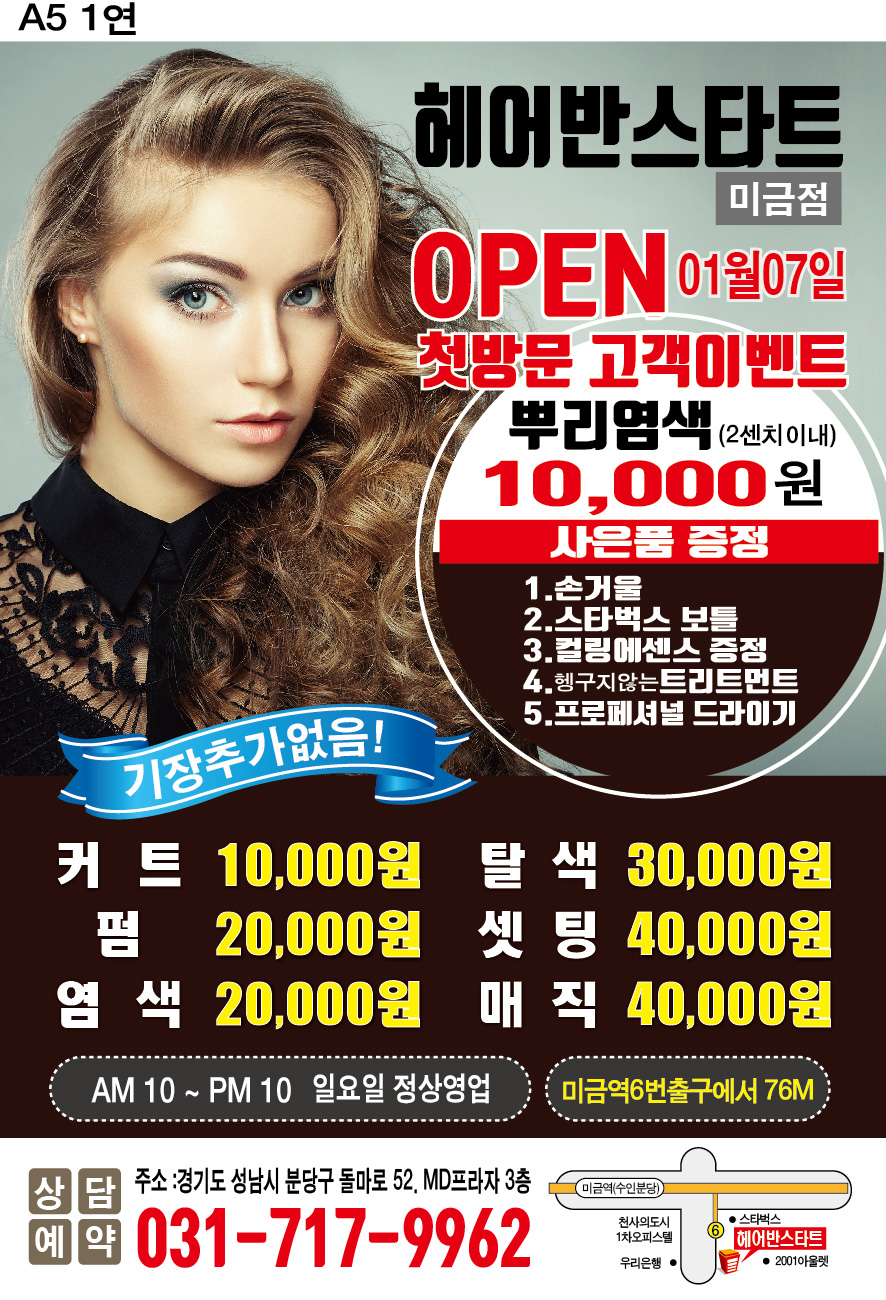 A5 1연
헤어반스타트
미금점
OPEN 01월07일
첫방문 고객이벤트
뿌리염색 (2센치이내)
10,000원
사은품 증정
1.손거울
2.스타벅스 보틀
3.컬링에센스 증정
4.헹구지않는트리트먼트
5.프로페셔널 드라이기
기장추가없음!
커 트 10,000원 탈 색 30,000원
펌 20,000원 셋 팅 40,000원
염 색 20,000원 매 직 40,000원
AM 10 ~ PM 10 일요일 정상영업 미금역6번출구에서 76M
상담
예약
주소 :경기도 성남시 분당구 돌마로 52, MD프라자 3층
031-717-9962
미금역(수인분당)
천사의도시
1차오피스텔
6
스타벅스
헤어반스타트
우리은행
2001아울렛